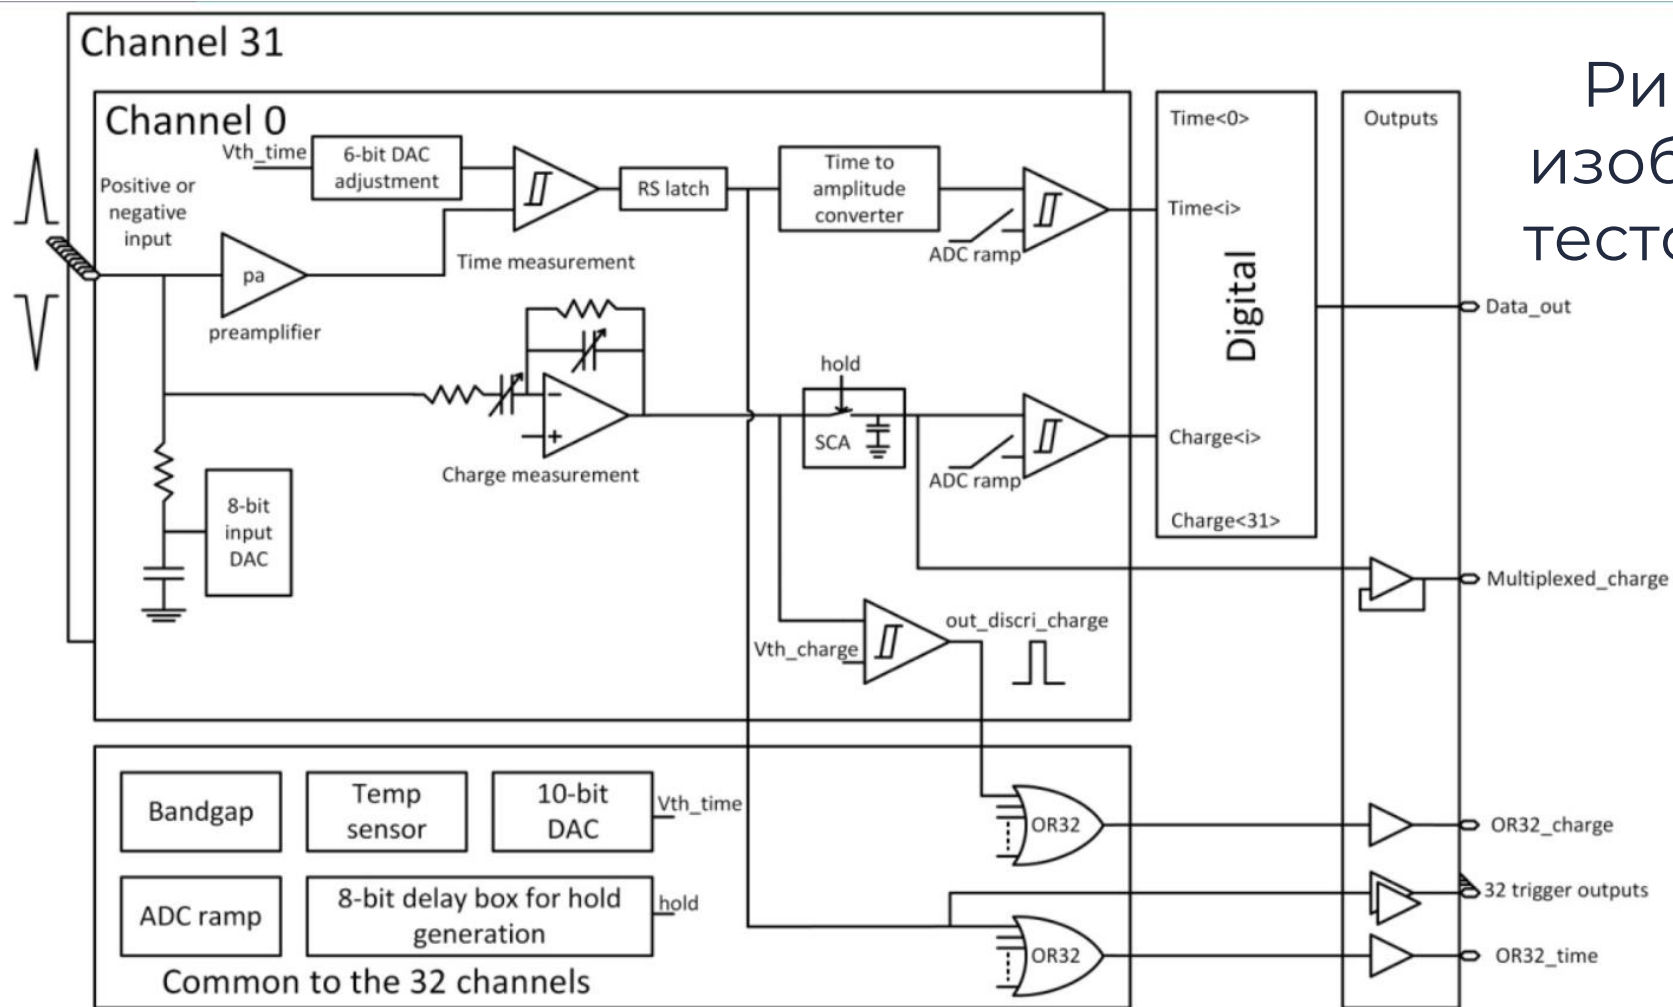 Channel 31
Channel 0
Vth_time
6-bit DAC
adjustment
Positive or
negative
input
RS latch
Time to
amplitude
converter
ADC ramp
Time measurement
pa
preamplifier
Time<0>
Time<i>
Digital
Outputs
Data_out
hold
SCA
ADC ramp
Charge<i>
Charge<31>
Charge measurement
8-bit
input
DAC
Multiplexed_charge
out_discri_charge
Vth_charge
Bandgap
Temp
sensor
10-bit
DAC
Vth_time
OR32
OR32_charge
ADC ramp
8-bit delay box for hold
generation
hold
32 trigger outputs
OR32
OR32_time
Common to the 32 channels